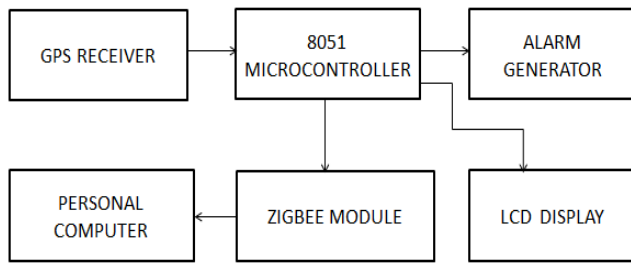 GPS RECEIVER
8051
MICROCONTROLLER
ALARM
GENERATOR
PERSONAL
COMPUTER
ZIGBEE MODULE
LCD DISPLAY